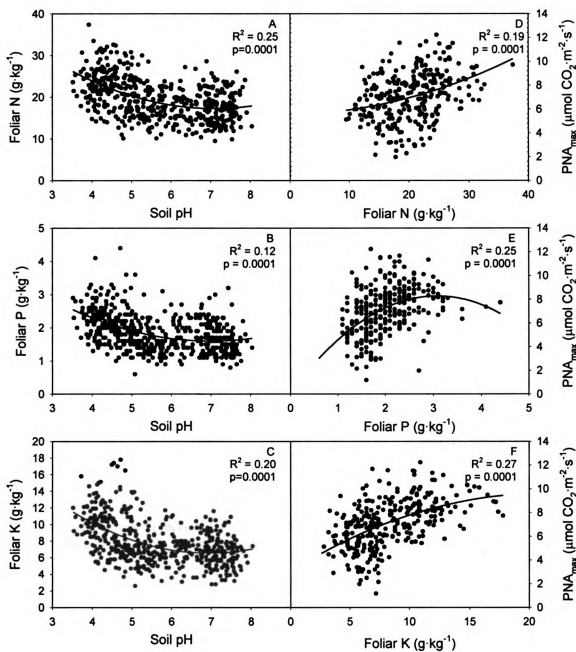 A
R² = 0.25
p=0.0001
Foliar N (g·kg⁻¹)
40
30
20
10
0
3 4 5 6 7 8
Soil pH
D
R² = 0.19
p = 0.0001
14
12
10
8
6
4
2
0
PNAmax (μmol CO₂·m⁻²·s⁻¹)
0 10 20 30 40
Foliar N (g·kg⁻¹)
B
R² = 0.12
p = 0.0001
Foliar P (g·kg⁻¹)
5
4
3
2
1
0
3 4 5 6 7 8
Soil pH
E
R² = 0.25
p = 0.0001
14
12
10
8
6
4
2
0
PNAmax (μmol CO₂·m⁻²·s⁻¹)
0 1 2 3 4 5
Foliar P (g·kg⁻¹)
C
R² = 0.20
p=0.0001
Foliar K (g·kg⁻¹)
20
18
16
14
12
10
8
6
4
2
0
3 4 5 6 7 8
Soil pH
F
R² = 0.27
p = 0.0001
14
12
10
8
6
4
2
0
PNAmax (μmol CO₂·m⁻²·s⁻¹)
0 5 10 15 20
Foliar K (g·kg⁻¹)